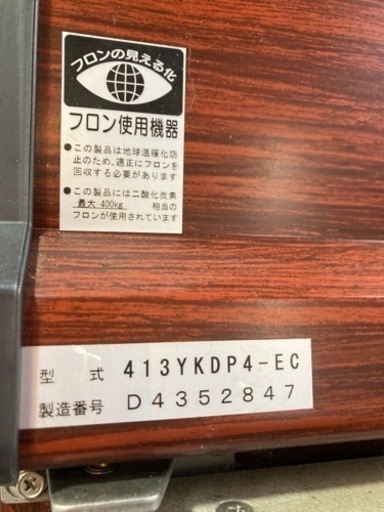 フロンの見える化
フロン使用機器
●この製品は地球温暖化防
止のため、適正にフロンを
回収する必要があります
●この製品には二酸化炭素
最大 400kg 相当の
フロンが使用されています
型式 413YKDP4-EC
製造番号 D4352847